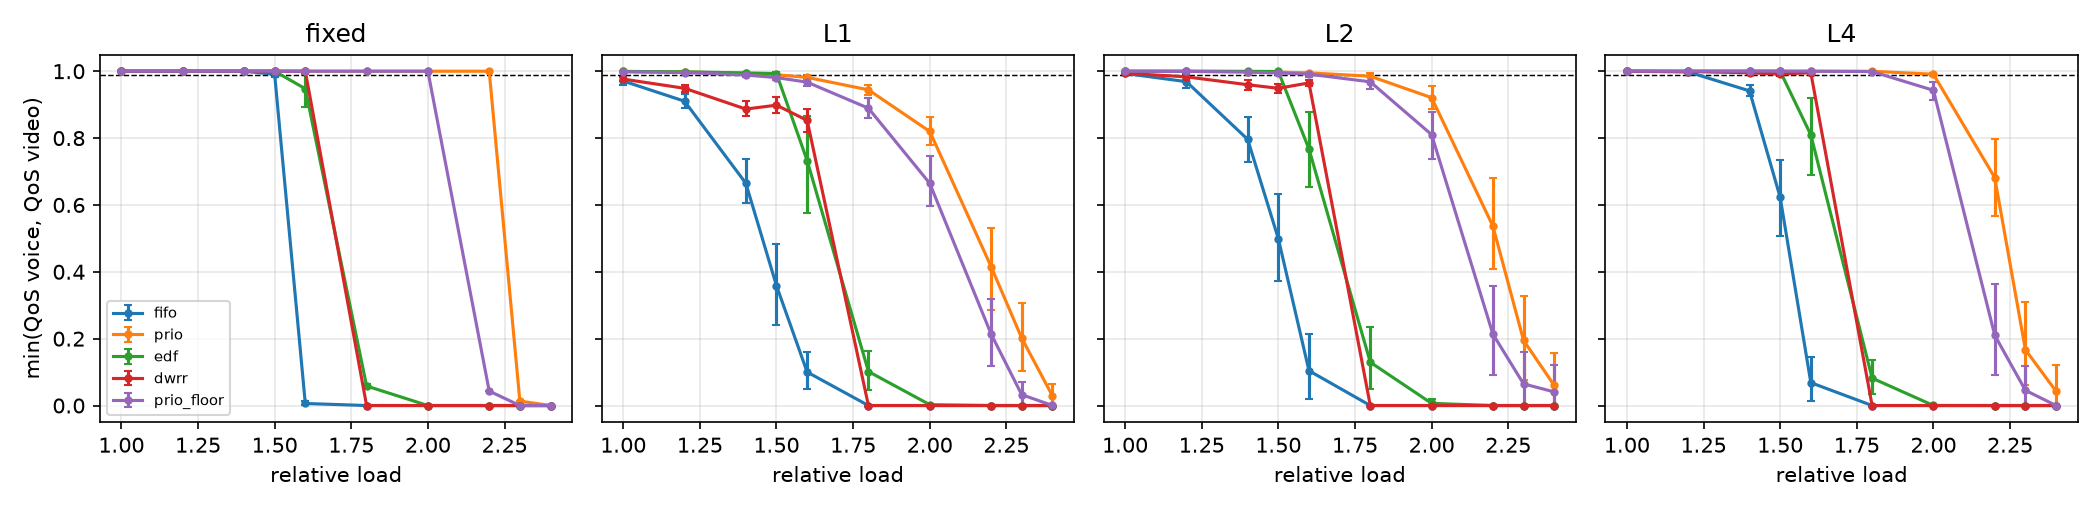 fixed
L1
L2
L4
min(QoS voice, QoS video)
1.0
0.8
0.6
0.4
0.2
0.0
fifo
prio
edf
dwrr
prio_floor
1.00 1.25 1.50 1.75 2.00 2.25
1.00 1.25 1.50 1.75 2.00 2.25
1.00 1.25 1.50 1.75 2.00 2.25
1.00 1.25 1.50 1.75 2.00 2.25
relative load
relative load
relative load
relative load